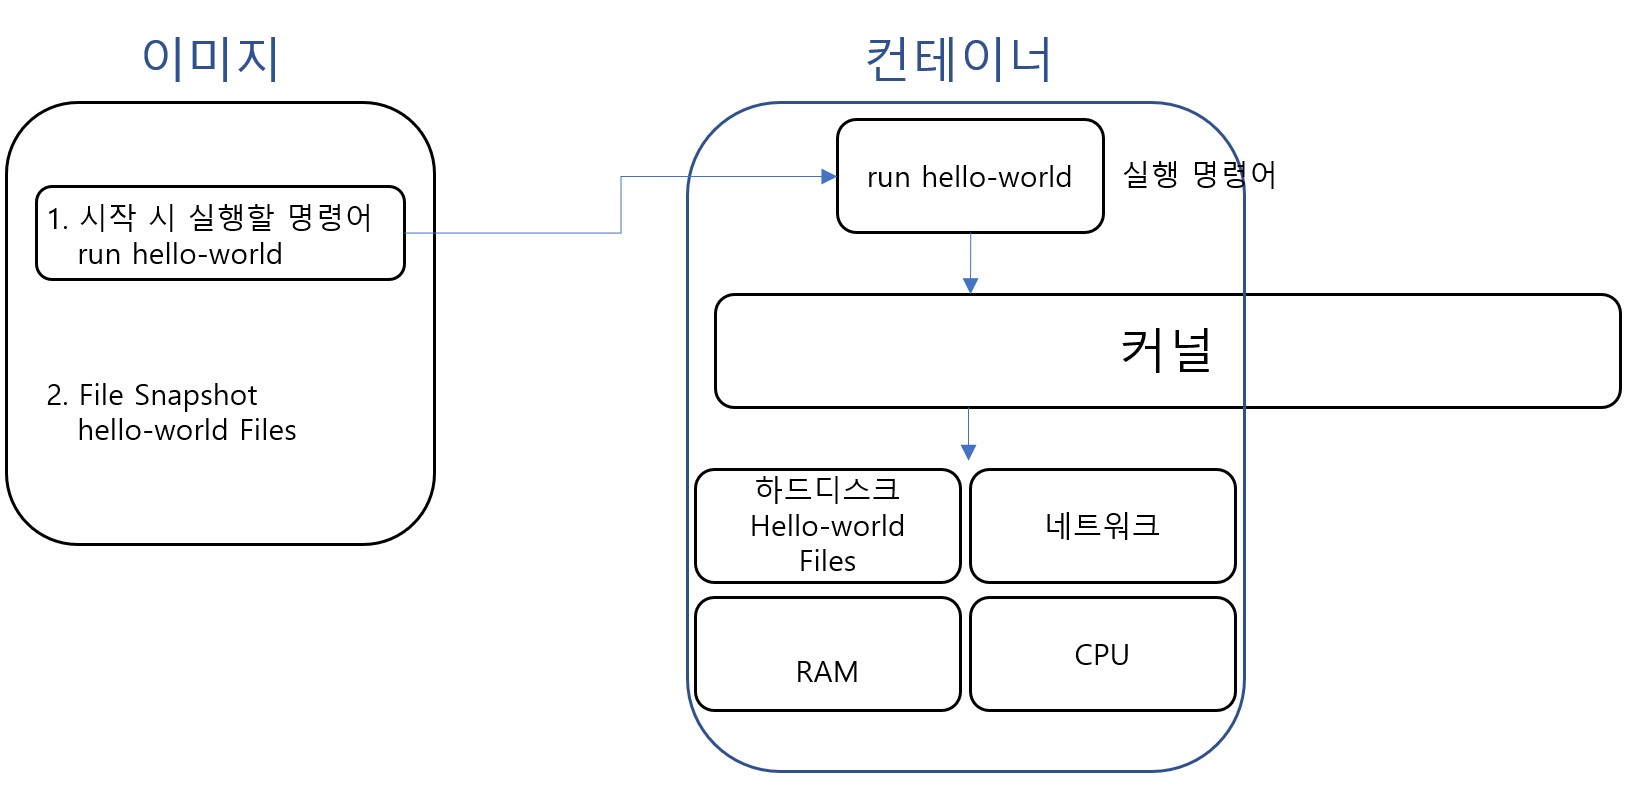 이미지
컨테이너
1. 시작 시 실행할 명령어
run hello-world
2. File Snapshot
hello-world Files
run hello-world
실행 명령어
커널
하드디스크
Hello-world
Files
네트워크
RAM
CPU